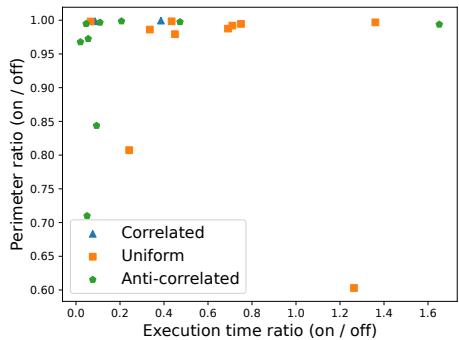 1.00
0.95
0.90
0.85
0.80
0.75
0.70
0.65
0.60
Perimeter ratio (on / off)
Correlated
Uniform
Anti-correlated
0.0 0.2 0.4 0.6 0.8 1.0 1.2 1.4 1.6
Execution time ratio (on / off)